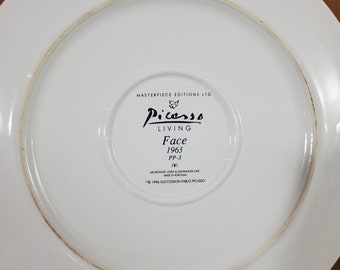 MASTERPIECE EDITIONS LTD
Picasso
LIVING
Face
1963
PP-3
MICROWAVE, OVEN & DISHWASHER SAFE
MADE IN PORTUGAL
© 1996 SUCCESSION PABLO PICASSO